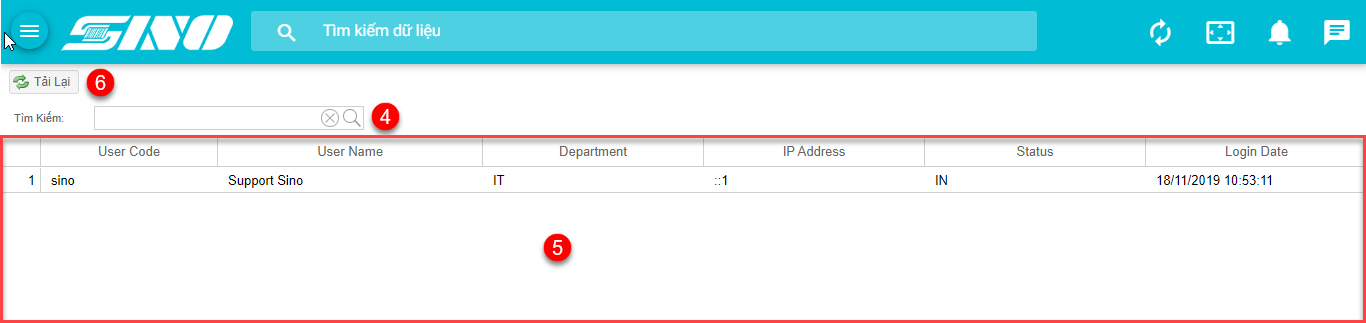 SINO Tìm kiếm dữ liệu
Tải Lại 6
Tìm Kiếm: 4
User Code User Name Department IP Address Status Login Date
1 sino Support Sino IT ::1 IN 18/11/2019 10:53:11
5